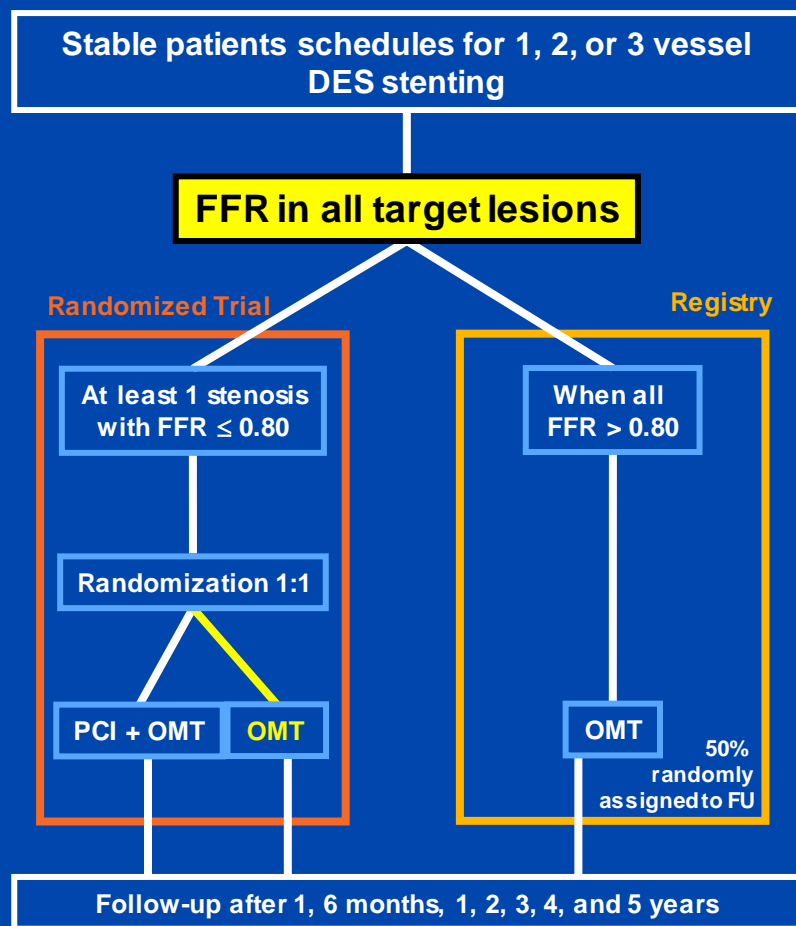 Stable patients schedules for 1, 2, or 3 vessel
DES stenting
FFR in all target lesions
Randomized Trial
Registry
At least 1 stenosis
with FFR ≤ 0.80
When all
FFR > 0.80
Randomization 1:1
PCI + OMT
OMT
OMT
50%
randomly
assigned to FU
Follow-up after 1, 6 months, 1, 2, 3, 4, and 5 years